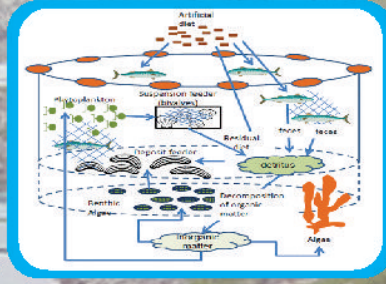 Artificial
diet
Phytoplankton
Suspension feeder
(bivalves)
Residual
diet
feces
feces
Deposit feeder
detritus
Benthic
Algae
Decomposition
of organic
matter
Inorganic
matter
Algae